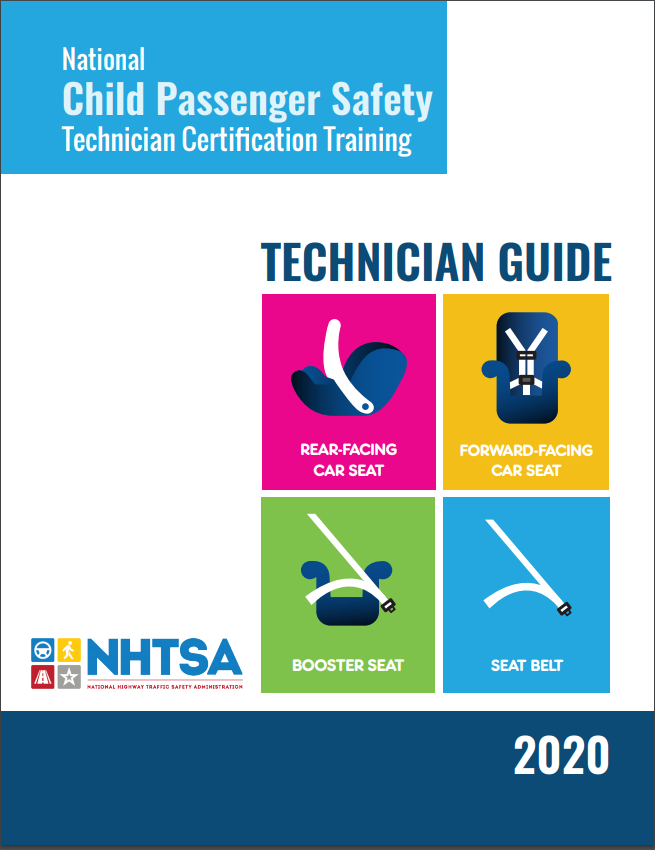 National
Child Passenger Safety
Technician Certification Training
TECHNICIAN GUIDE
REAR-FACING
CAR SEAT
FORWARD-FACING
CAR SEAT
BOOSTER SEAT
SEAT BELT
NHTSA
NATIONAL HIGHWAY TRAFFIC SAFETY ADMINISTRATION
2020